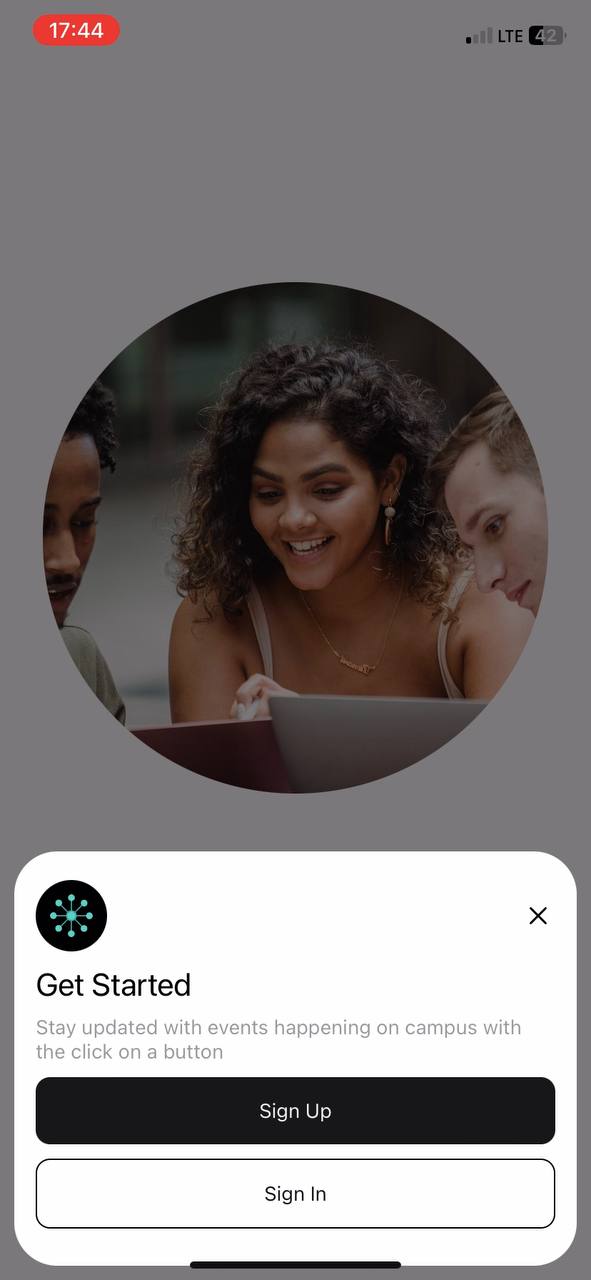 17:44
LTE 42
Get Started
Stay updated with events happening on campus with
the click on a button
Sign Up
Sign In